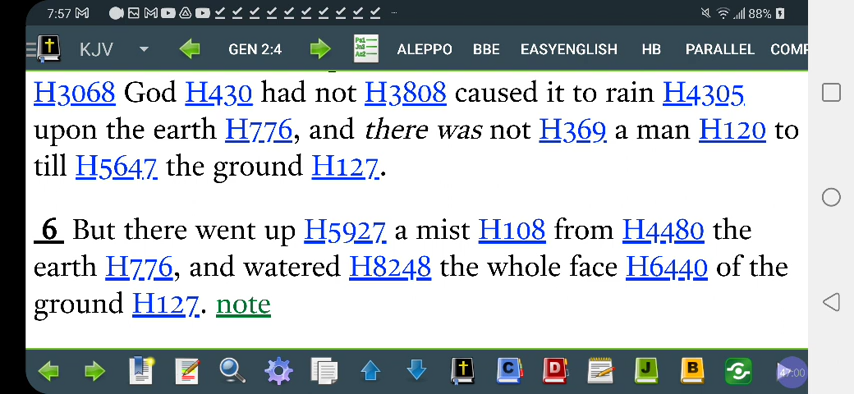 7:57
88%
KJV GEN 2:4 ALEPPO BBE EASYENGLISH HB PARALLEL
H3068 God H430 had not H3808 caused it to rain H4305
upon the earth H776, and there was not H369 a man H120 to
till H5647 the ground H127.
6 But there went up H5927 a mist H108 from H4480 the
earth H776, and watered H8248 the whole face H6440 of the
ground H127. note
C D J B